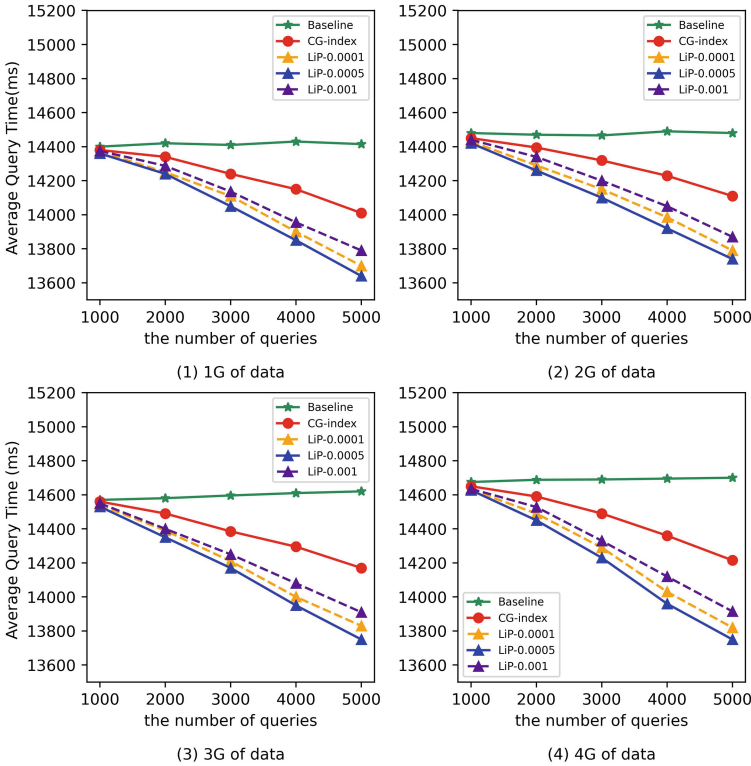 15200
15000
14800
14600
14400
14200
14000
13800
13600
Average Query Time(ms)
Baseline
CG-index
LiP-0.0001
LiP-0.0005
LiP-0.001
1000 2000 3000 4000 5000
the number of queries
(1) 1G of data
15200
15000
14800
14600
14400
14200
14000
13800
13600
Baseline
CG-index
LiP-0.0001
LiP-0.0005
LiP-0.001
1000 2000 3000 4000 5000
the number of queries
(2) 2G of data
15200
15000
14800
14600
14400
14200
14000
13800
13600
Average Query Time (ms)
Baseline
CG-index
LiP-0.0001
LiP-0.0005
LiP-0.001
1000 2000 3000 4000 5000
the number of queries
(3) 3G of data
15200
15000
14800
14600
14400
14200
14000
13800
13600
Baseline
CG-index
LiP-0.0001
LiP-0.0005
LiP-0.001
1000 2000 3000 4000 5000
the number of queries
(4) 4G of data